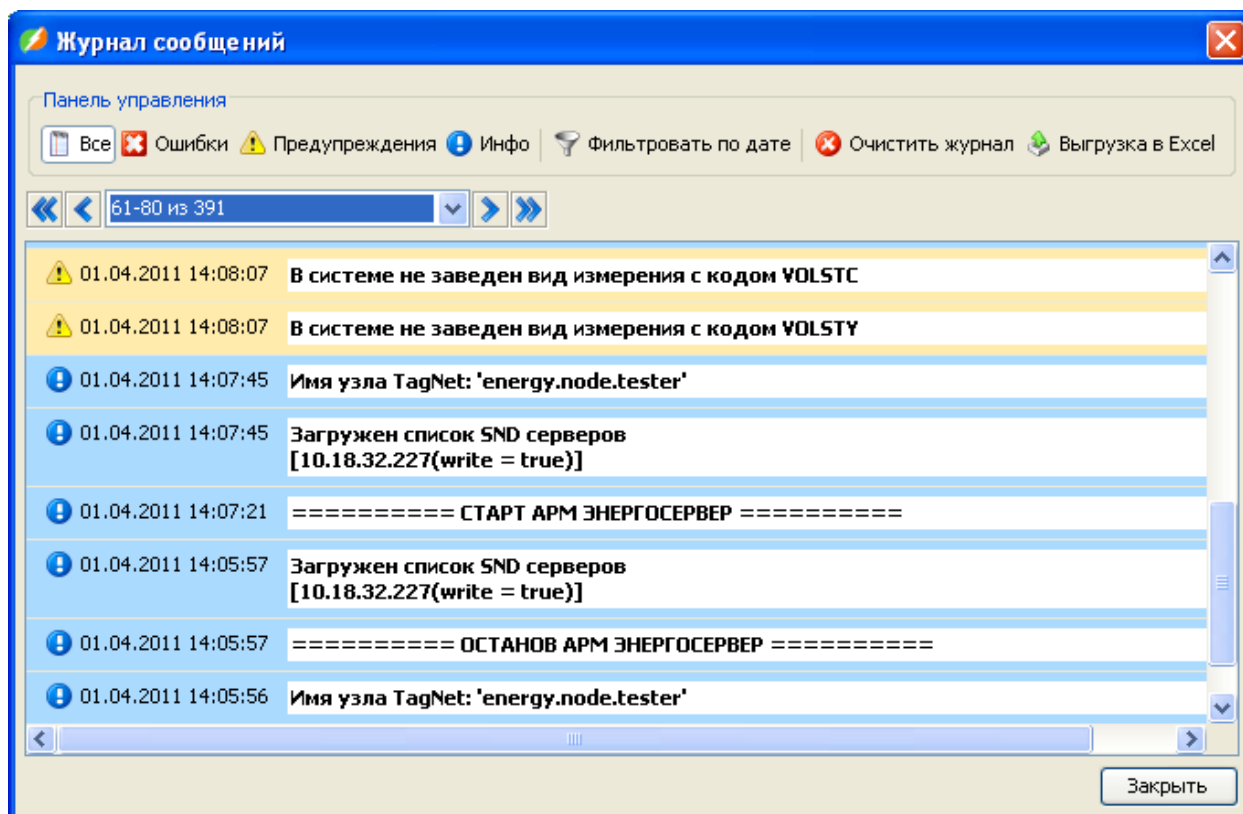 Журнал сообщений
Панель управления
Все Ошибки Предупреждения Инфо Фильтровать по дате Очистить журнал Выгрузка в Excel
61-80 из 391
01.04.2011 14:08:07 В системе не заведен вид измерения с кодом VOLSTC
01.04.2011 14:08:07 В системе не заведен вид измерения с кодом VOLSTY
01.04.2011 14:07:45 Имя узла TagNet: 'energy.node.tester'
01.04.2011 14:07:45 Загружен список SND серверов
[10.18.32.227(write = true)]
01.04.2011 14:07:21 ========== СТАРТ АРМ ЭНЕРГОСЕРВЕР ==========
01.04.2011 14:05:57 Загружен список SND серверов
[10.18.32.227(write = true)]
01.04.2011 14:05:57 ========== ОСТАНОВ АРМ ЭНЕРГОСЕРВЕР ==========
01.04.2011 14:05:56 Имя узла TagNet: 'energy.node.tester'
Закрыть